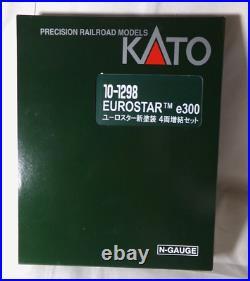 PRECISION RAILROAD MODELS
KATO
10-1298
EUROSTAR™ e300
ユーロスター新塗装 4両増結セット
N-GAUGE